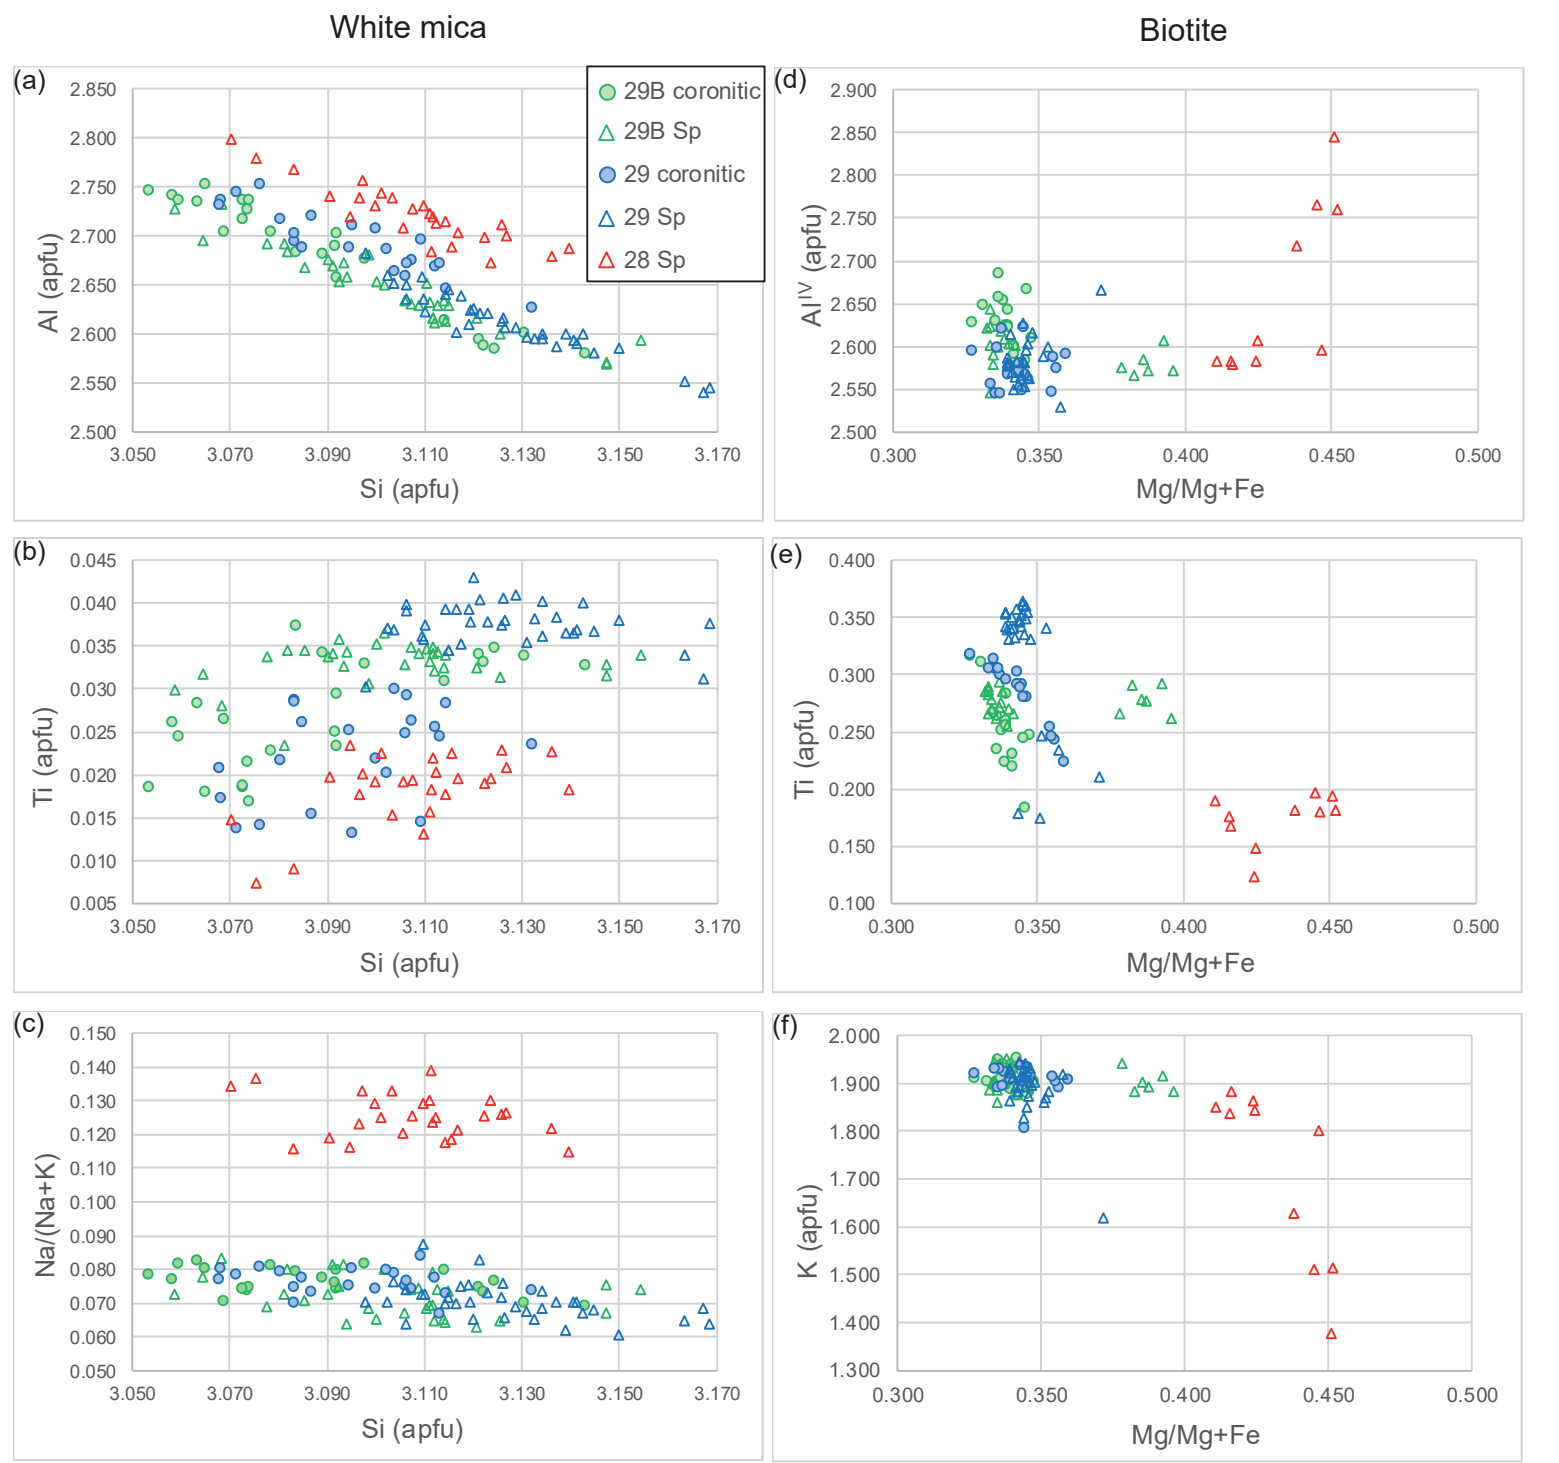 White mica
Biotite
(a)
2.850
2.800
2.750
2.700
2.650
2.600
2.550
2.500
Al (apfu)
3.050 3.070 3.090 3.110 3.130 3.150 3.170
Si (apfu)
29B coronitic
29B Sp
29 coronitic
29 Sp
28 Sp
(d)
2.900
2.850
2.800
2.750
2.700
2.650
2.600
2.550
2.500
Al^IV (apfu)
0.300 0.350 0.400 0.450 0.500
Mg/Mg+Fe
(b)
0.045
0.040
0.035
0.030
0.025
0.020
0.015
0.010
0.005
Ti (apfu)
3.050 3.070 3.090 3.110 3.130 3.150 3.170
Si (apfu)
(e)
0.400
0.350
0.300
0.250
0.200
0.150
0.100
Ti (apfu)
0.300 0.350 0.400 0.450 0.500
Mg/Mg+Fe
(c)
0.150
0.140
0.130
0.120
0.110
0.100
0.090
0.080
0.070
0.060
0.050
Na/(Na+K)
3.050 3.070 3.090 3.110 3.130 3.150 3.170
Si (apfu)
(f)
2.000
1.900
1.800
1.700
1.600
1.500
1.400
1.300
K (apfu)
0.300 0.350 0.400 0.450 0.500
Mg/Mg+Fe